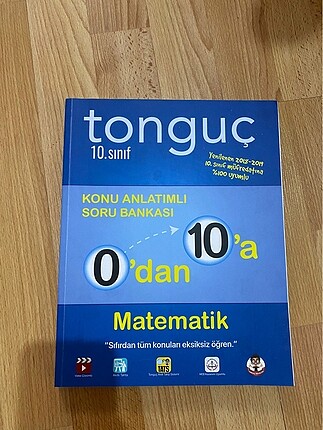 tonguç
10.sınıf
Yenilenen 2018-2019
10. sınıf müfredatına
%100 uyumlu
KONU ANLATIMLI
SORU BANKASI
0'dan
10'a
Matematik
"Sıfırdan tüm konuları eksiksiz öğren."